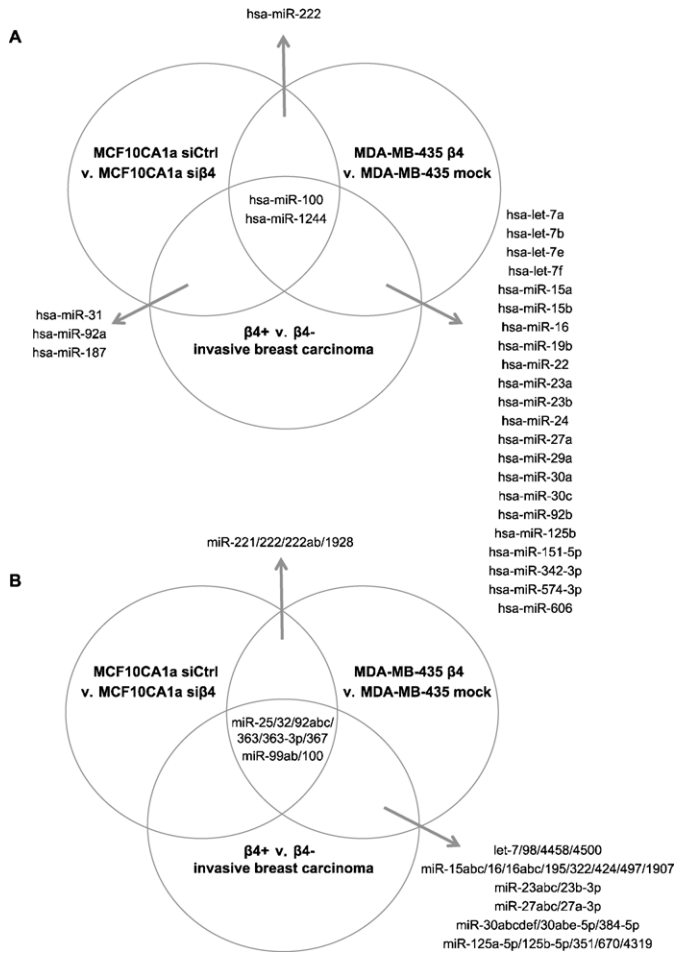 hsa-miR-222
A
MCF10CA1a siCtrl
v. MCF10CA1a siβ4
MDA-MB-435 β4
v. MDA-MB-435 mock
hsa-miR-100
hsa-miR-1244
hsa-miR-31
hsa-miR-92a
hsa-miR-187
β4+ v. β4-
invasive breast carcinoma
hsa-let-7a
hsa-let-7b
hsa-let-7e
hsa-let-7f
hsa-miR-15a
hsa-miR-15b
hsa-miR-16
hsa-miR-19b
hsa-miR-22
hsa-miR-23a
hsa-miR-23b
hsa-miR-24
hsa-miR-27a
hsa-miR-29a
hsa-miR-30a
hsa-miR-30c
hsa-miR-92b
hsa-miR-125b
hsa-miR-151-5p
hsa-miR-342-3p
hsa-miR-574-3p
hsa-miR-606
miR-221/222/222ab/1928
B
MCF10CA1a siCtrl
v. MCF10CA1a siβ4
MDA-MB-435 β4
v. MDA-MB-435 mock
miR-25/32/92abc/
363/363-3p/367
miR-99ab/100
β4+ v. β4-
invasive breast carcinoma
let-7/98/4458/4500
miR-15abc/16/16abc/195/322/424/497/1907
miR-23abc/23b-3p
miR-27abc/27a-3p
miR-30abcdef/30abe-5p/384-5p
miR-125a-5p/125b-5p/351/670/4319